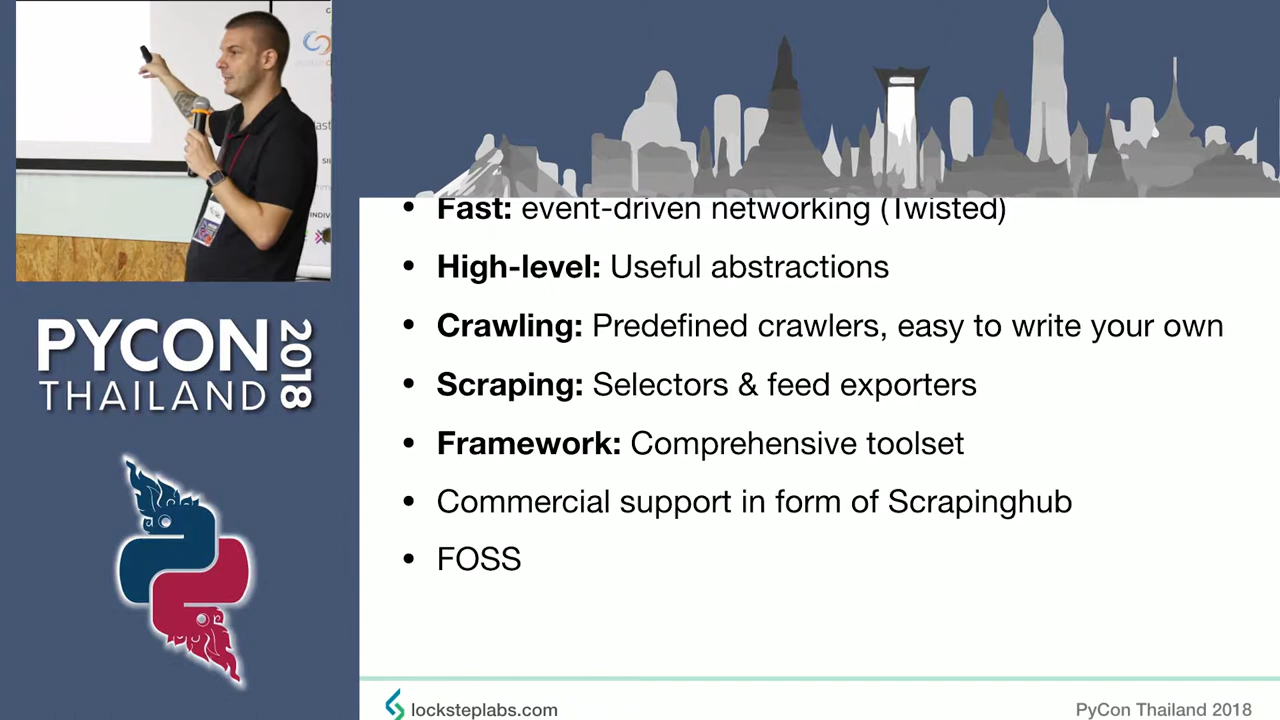 Fast: event-driven networking (Twisted)
High-level: Useful abstractions
Crawling: Predefined crawlers, easy to write your own
Scraping: Selectors & feed exporters
Framework: Comprehensive toolset
Commercial support in form of Scrapinghub
FOSS
PYCON 2018
THAILAND
locksteplabs.com
PyCon Thailand 2018